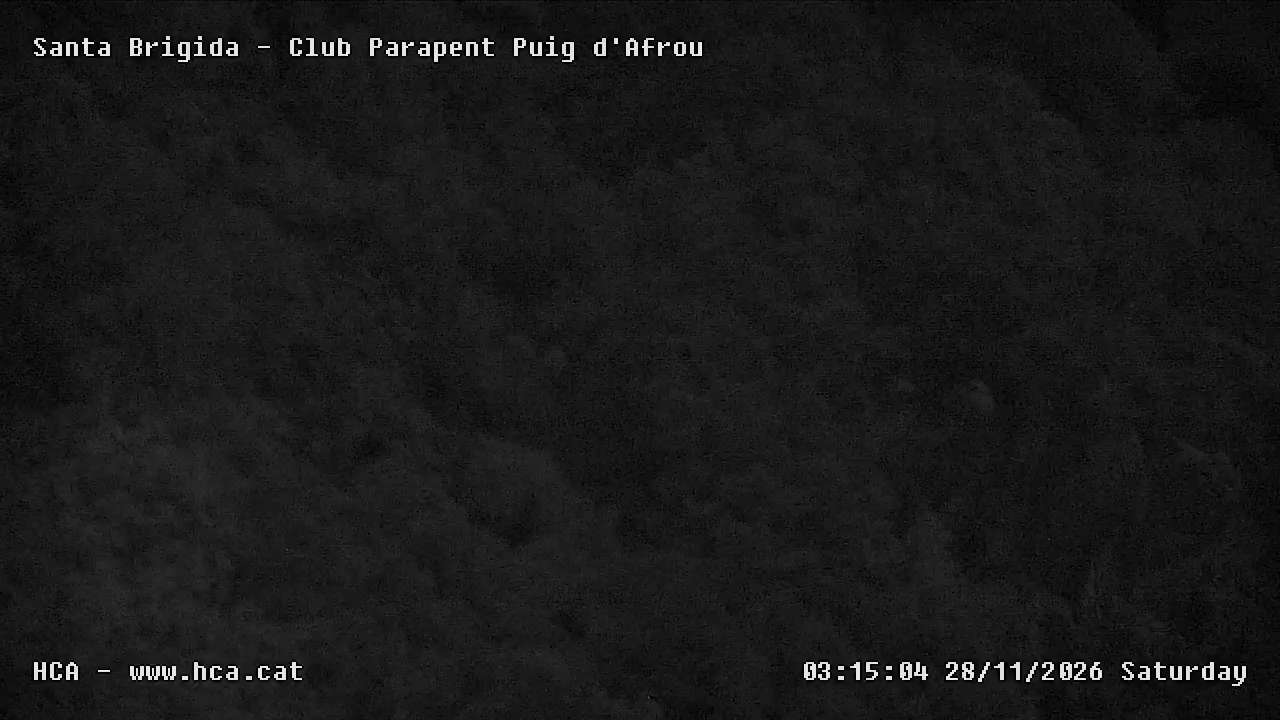 Santa Brigida - Club Parapent Puig d'Afrou
HCA - www.hca.cat
03:15:04 28/11/2026 Saturday